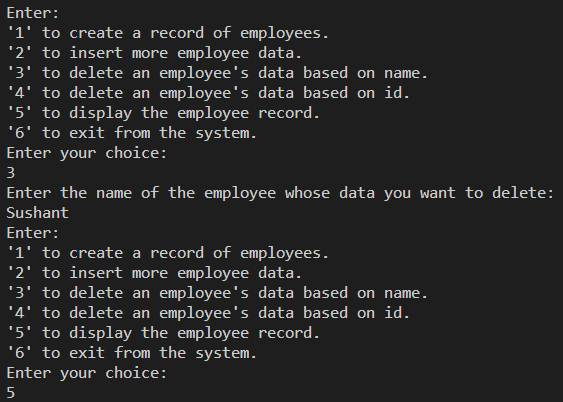 Enter:
'1' to create a record of employees.
'2' to insert more employee data.
'3' to delete an employee's data based on name.
'4' to delete an employee's data based on id.
'5' to display the employee record.
'6' to exit from the system.
Enter your choice:
3
Enter the name of the employee whose data you want to delete:
Sushant
Enter:
'1' to create a record of employees.
'2' to insert more employee data.
'3' to delete an employee's data based on name.
'4' to delete an employee's data based on id.
'5' to display the employee record.
'6' to exit from the system.
Enter your choice:
5